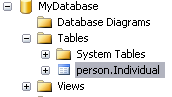 MyDatabase
Database Diagrams
Tables
System Tables
person.Individual
Views